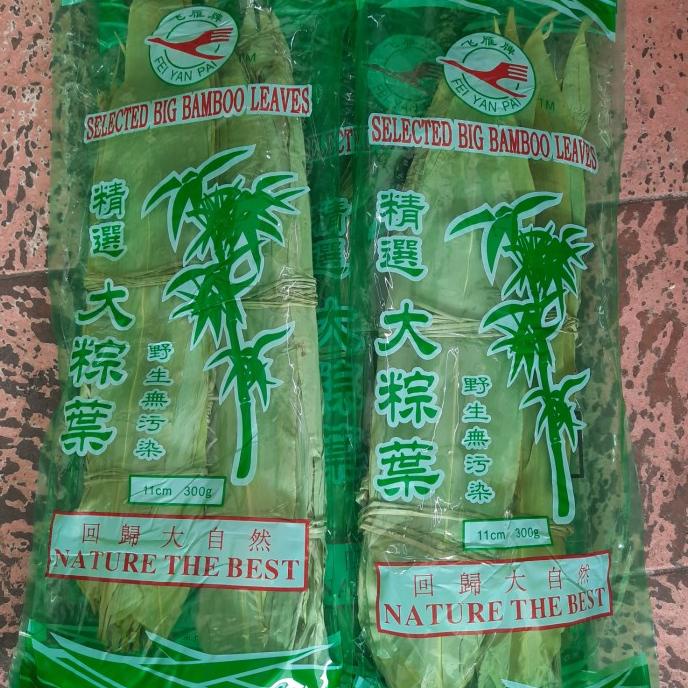 飞雁牌
FEI YAN PAI
TM
SELECTED BIG BAMBOO LEAVES
精選
大粽葉
野生無污染
11cm 300g
回歸大自然
NATURE THE BEST
飞雁牌
FEI YAN PAI
TM
SELECTED BIG BAMBOO LEAVES
精選
大粽葉
野生無污染
11cm 300g
回歸大自然
NATURE THE BEST